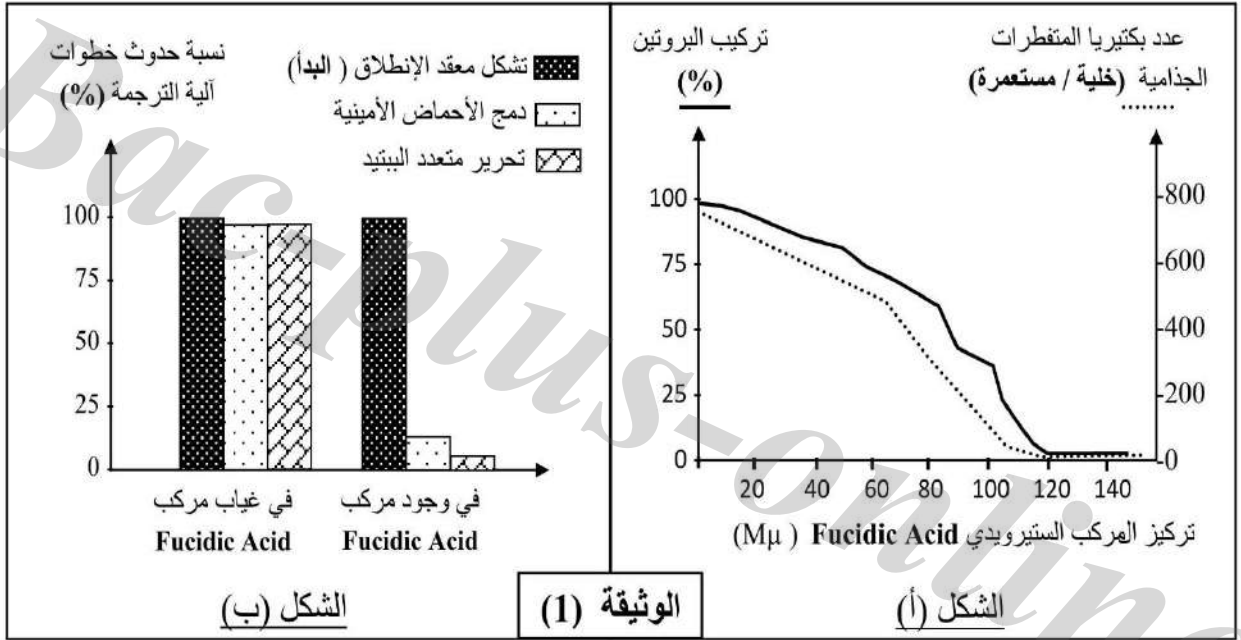 عدد بكتيريا المتفطرات
الجذامية (خلية / مستعمرة)
تركيب البروتين
(%)
800
600
400
200
0
100
75
50
25
0
20 40 60 80 100 120 140
تركيز المركب الستيرويدي Fucidic Acid ( Mµ)
الشكل (أ)
نسبة حدوث خطوات
آلية الترجمة (%)
تشكل معقد الإنطلاق ( البدأ)
دمج الأحماض الأمينية
تحرير متعدد الببتيد
100
75
50
25
0
في غياب مركب
Fucidic Acid
في وجود مركب
Fucidic Acid
الشكل (ب)
الوثيقة (1)
Bac-plus-online